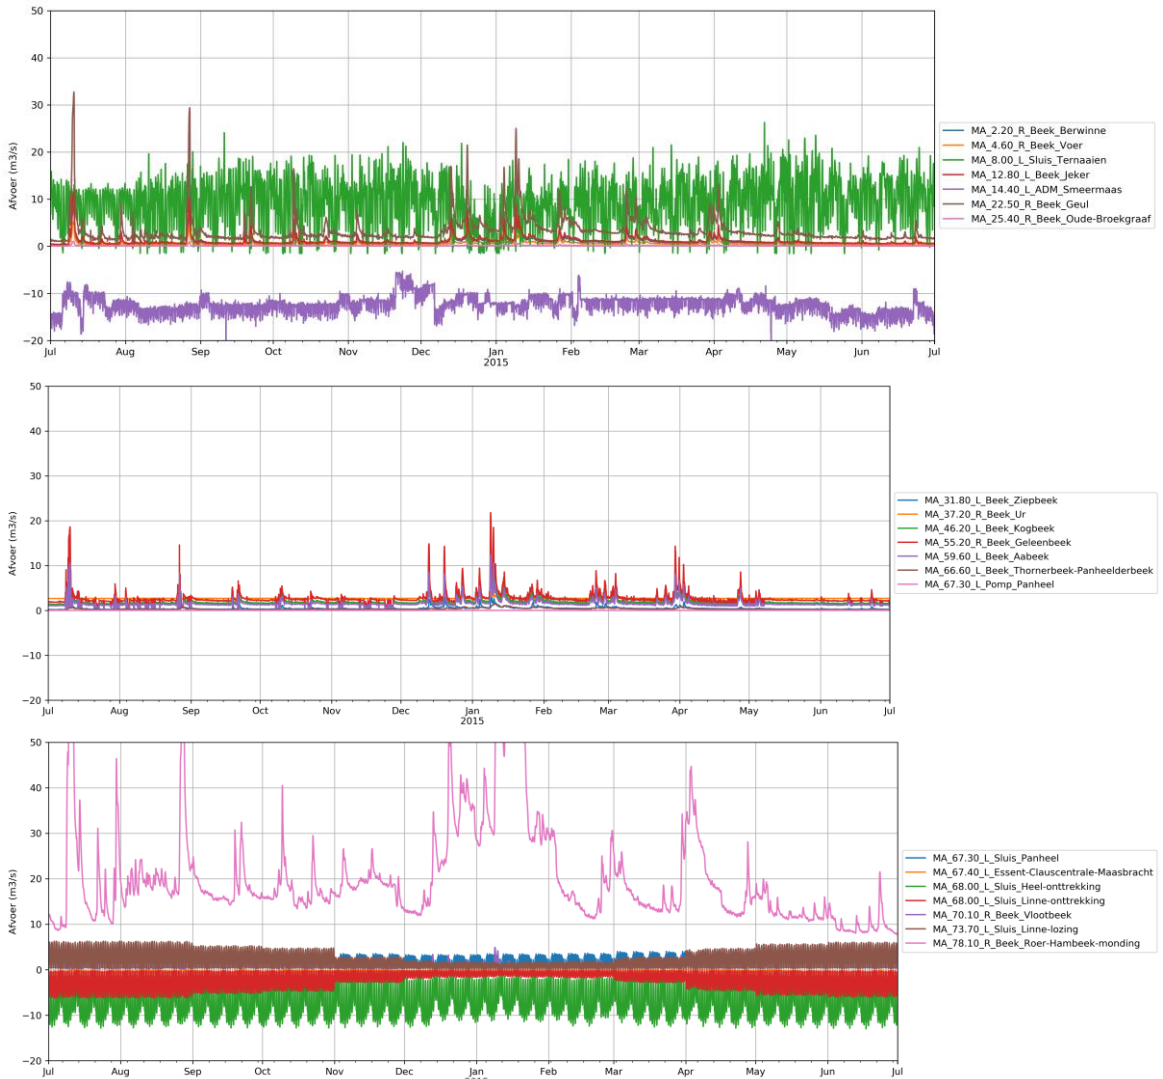 50
40
30
20
10
0
−10
−20
Afvoer (m3/s)
Jul Aug Sep Oct Nov Dec Jan Feb Mar Apr May Jun Jul
2015
MA_2.20_R_Beek_Berwinne
MA_4.60_R_Beek_Voer
MA_8.00_L_Sluis_Ternaaien
MA_12.80_L_Beek_Jeker
MA_14.40_L_ADM_Smeermaas
MA_22.50_R_Beek_Geul
MA_25.40_R_Beek_Oude-Broekgraaf
50
40
30
20
10
0
−10
−20
Afvoer (m3/s)
Jul Aug Sep Oct Nov Dec Jan Feb Mar Apr May Jun Jul
2015
MA_31.80_L_Beek_Ziepbeek
MA_37.20_R_Beek_Ur
MA_46.20_L_Beek_Kogbeek
MA_55.20_R_Beek_Geleenbeek
MA_59.60_L_Beek_Aabeek
MA_66.60_L_Beek_Thornerbeek-Panheelderbeek
MA_67.30_L_Pomp_Panheel
50
40
30
20
10
0
−10
−20
Afvoer (m3/s)
Jul Aug Sep Oct Nov Dec Jan Feb Mar Apr May Jun Jul
2015
MA_67.30_L_Sluis_Panheel
MA_67.40_L_Essent-Clauscentrale-Maasbracht
MA_68.00_L_Sluis_Heel-onttrekking
MA_68.00_L_Sluis_Linne-onttrekking
MA_70.10_R_Beek_Vlootbeek
MA_73.70_L_Sluis_Linne-lozing
MA_78.10_R_Beek_Roer-Hambeek-monding